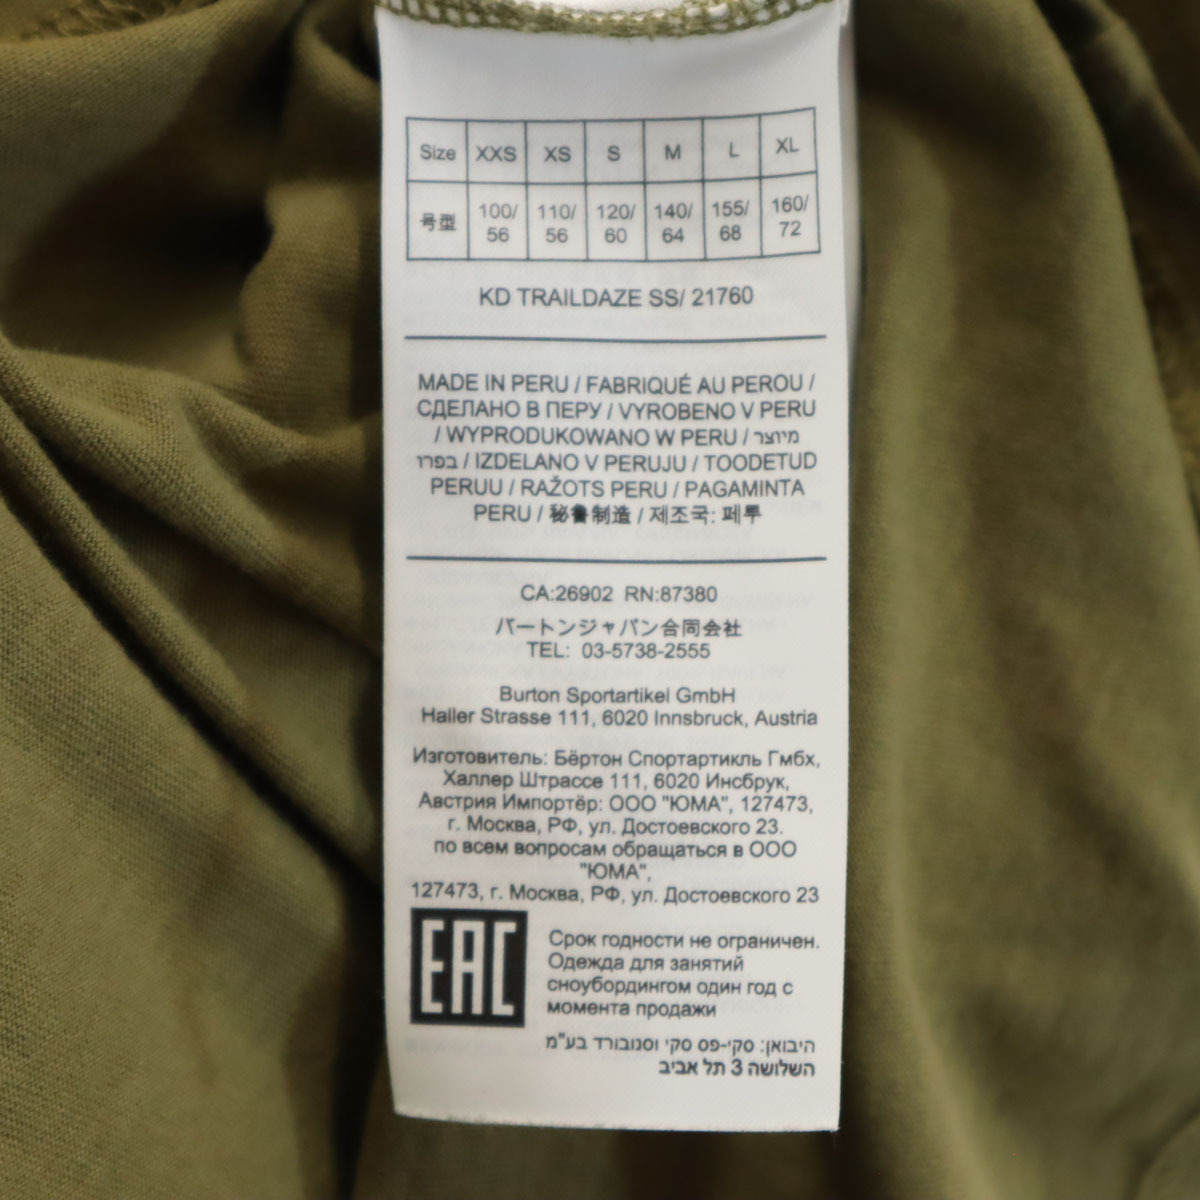 Size XXS XS S M L XL
号型 100/56 110/56 120/60 140/64 155/68 160/72
KD TRAILDAZE SS/ 21760
MADE IN PERU / FABRIQUÉ AU PEROU /
СДЕЛАНО В ПЕРУ / VYROBENO V PERU
/ WYPRODUKOWANO W PERU / מיוצר
בפרו / IZDELANO V PERUJU / TOODETUD
PERUU / RAŽOTS PERU / PAGAMINTA
PERU / 秘鲁制造 / 제조국: 페루
CA:26902 RN:87380
バートンジャパン合同会社
TEL: 03-5738-2555
Burton Sportartikel GmbH
Haller Strasse 111, 6020 Innsbruck, Austria
Изготовитель: Бёртон Спортартикль Гмбх,
Халлер Штрассе 111, 6020 Инсбрук,
Австрия Импортёр: ООО "ЮМА", 127473,
г. Москва, РФ, ул. Достоевского 23.
по всем вопросам обращаться в ООО
"ЮМА",
127473, г. Москва, РФ, ул. Достоевского 23
EAC
Срок годности не ограничен.
Одежда для занятий
сноубордингом один год с
момента продажи
היבואן: סקי-פס סקי וסנובורד בע"מ
השלושה 3 תל אביב